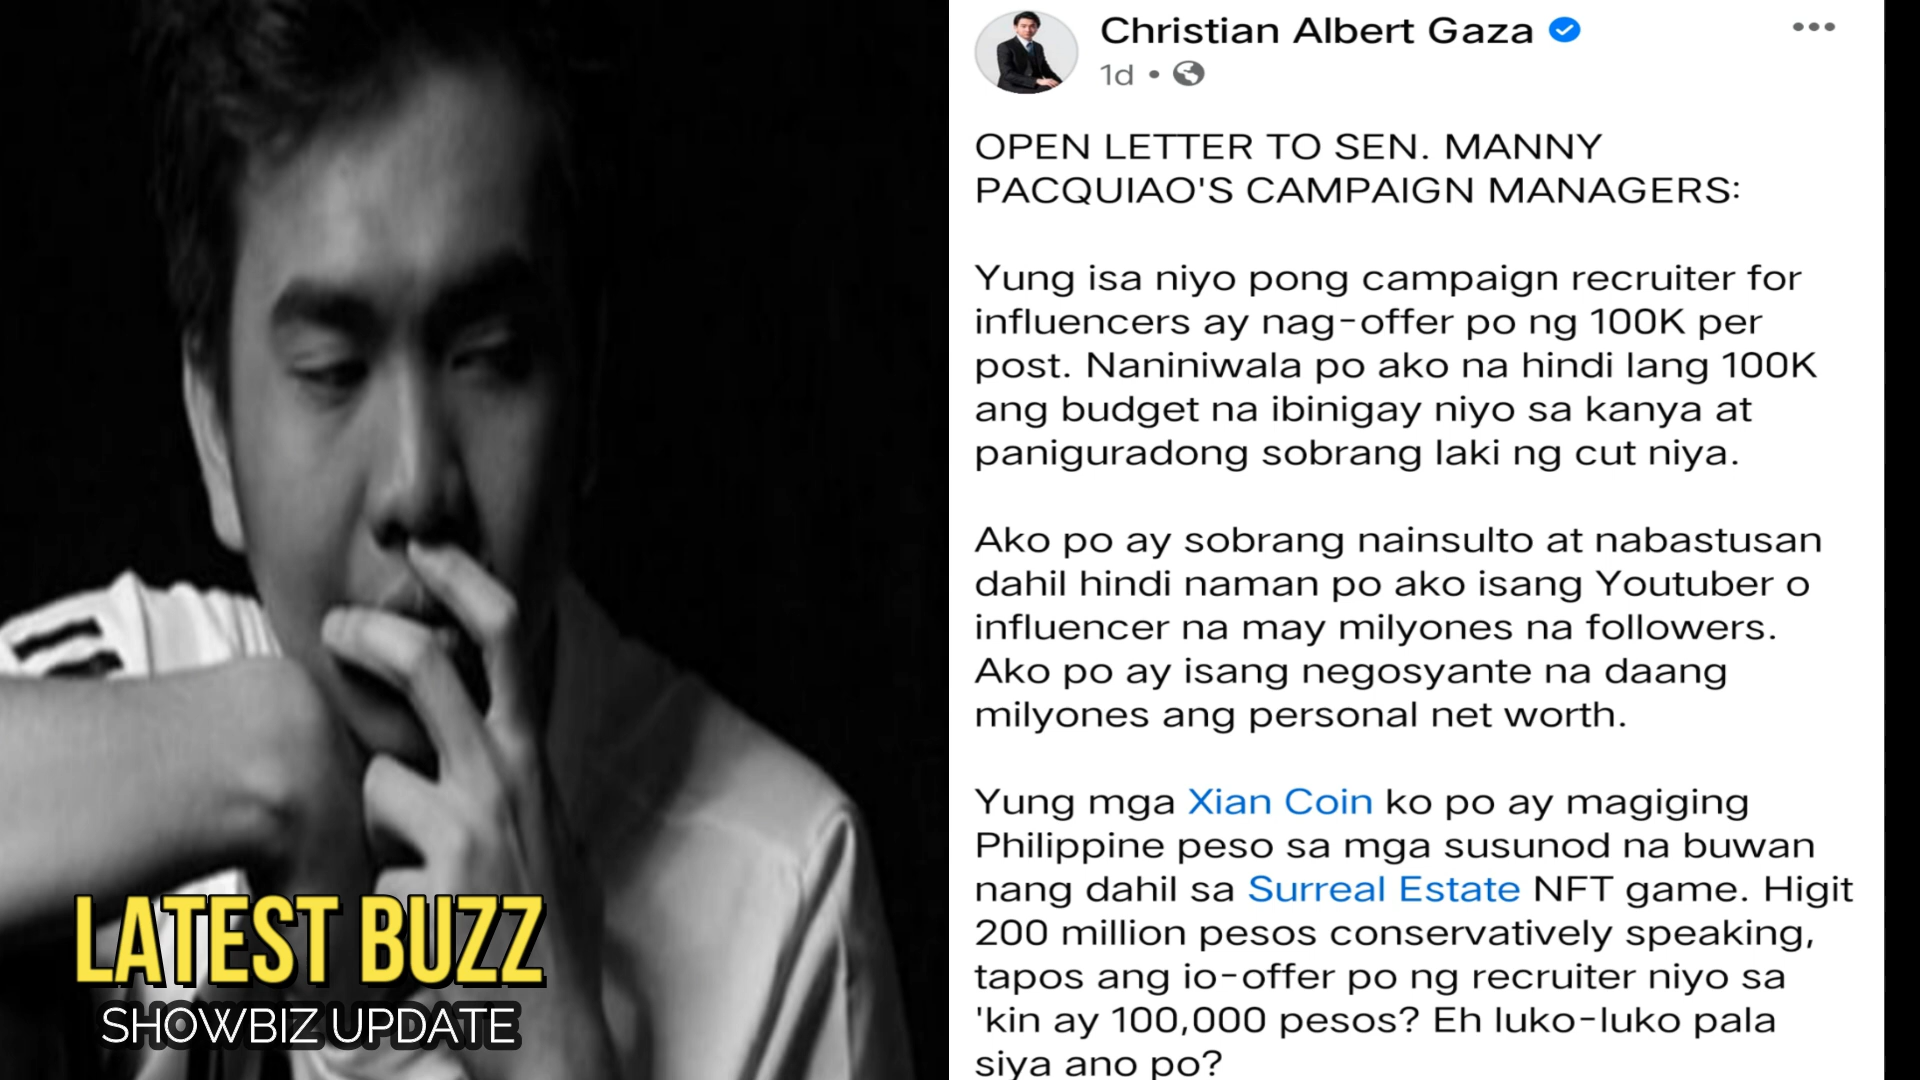 LATEST BUZZ
SHOWBIZ UPDATE
Christian Albert Gaza
1d •
OPEN LETTER TO SEN. MANNY
PACQUIAO'S CAMPAIGN MANAGERS:
Yung isa niyo pong campaign recruiter for
influencers ay nag-offer po ng 100K per
post. Naniniwala po ako na hindi lang 100K
ang budget na ibinigay niyo sa kanya at
paniguradong sobrang laki ng cut niya.
Ako po ay sobrang nainsulto at nabastusan
dahil hindi naman po ako isang Youtuber o
influencer na may milyones na followers.
Ako po ay isang negosyante na daang
milyones ang personal net worth.
Yung mga Xian Coin ko po ay magiging
Philippine peso sa mga susunod na buwan
nang dahil sa Surreal Estate NFT game. Higit
200 million pesos conservatively speaking,
tapos ang io-offer po ng recruiter niyo sa
'kin ay 100,000 pesos? Eh luko-luko pala
siya ano po?